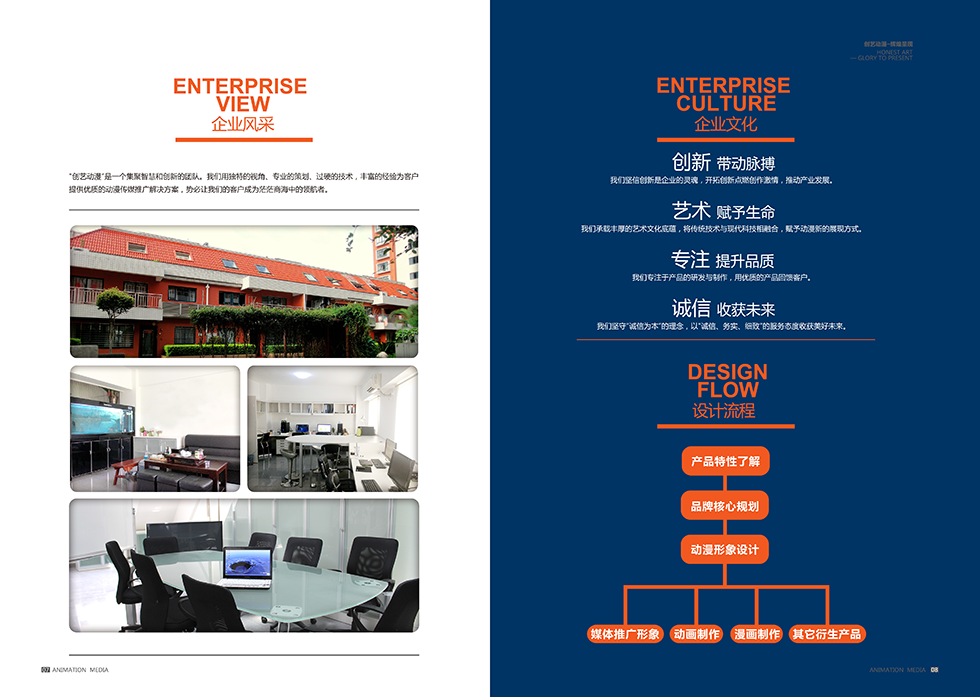 ENTERPRISE
VIEW
企业风采
"创艺动漫"是一个集聚智慧和创新的团队。我们用独特的视角、专业的策划、过硬的技术，丰富的经验为客户
提供优质的动漫传媒推广解决方案，势必让我们的客户成为茫茫商海中的领航者。
07 ANIMATION MEDIA
HONEST ART
— GLORY TO PRESENT
ENTERPRISE
CULTURE
企业文化
创新 带动脉搏
我们坚信创新是企业的灵魂，开拓创新点燃创作激情，推动产业发展。
艺术 赋予生命
我们承载丰厚的艺术文化底蕴，将传统技术与现代科技相融合，赋予动漫新的展现方式。
专注 提升品质
我们专注于产品的研发与制作，用优质的产品回馈客户。
诚信 收获未来
我们坚守"诚信为本"的理念，以"诚信、务实、细致"的服务态度收获美好未来。
DESIGN
FLOW
设计流程
产品特性了解
品牌核心规划
动漫形象设计
媒体推广形象 动画制作 漫画制作 其它衍生产品
ANIMATION MEDIA 08